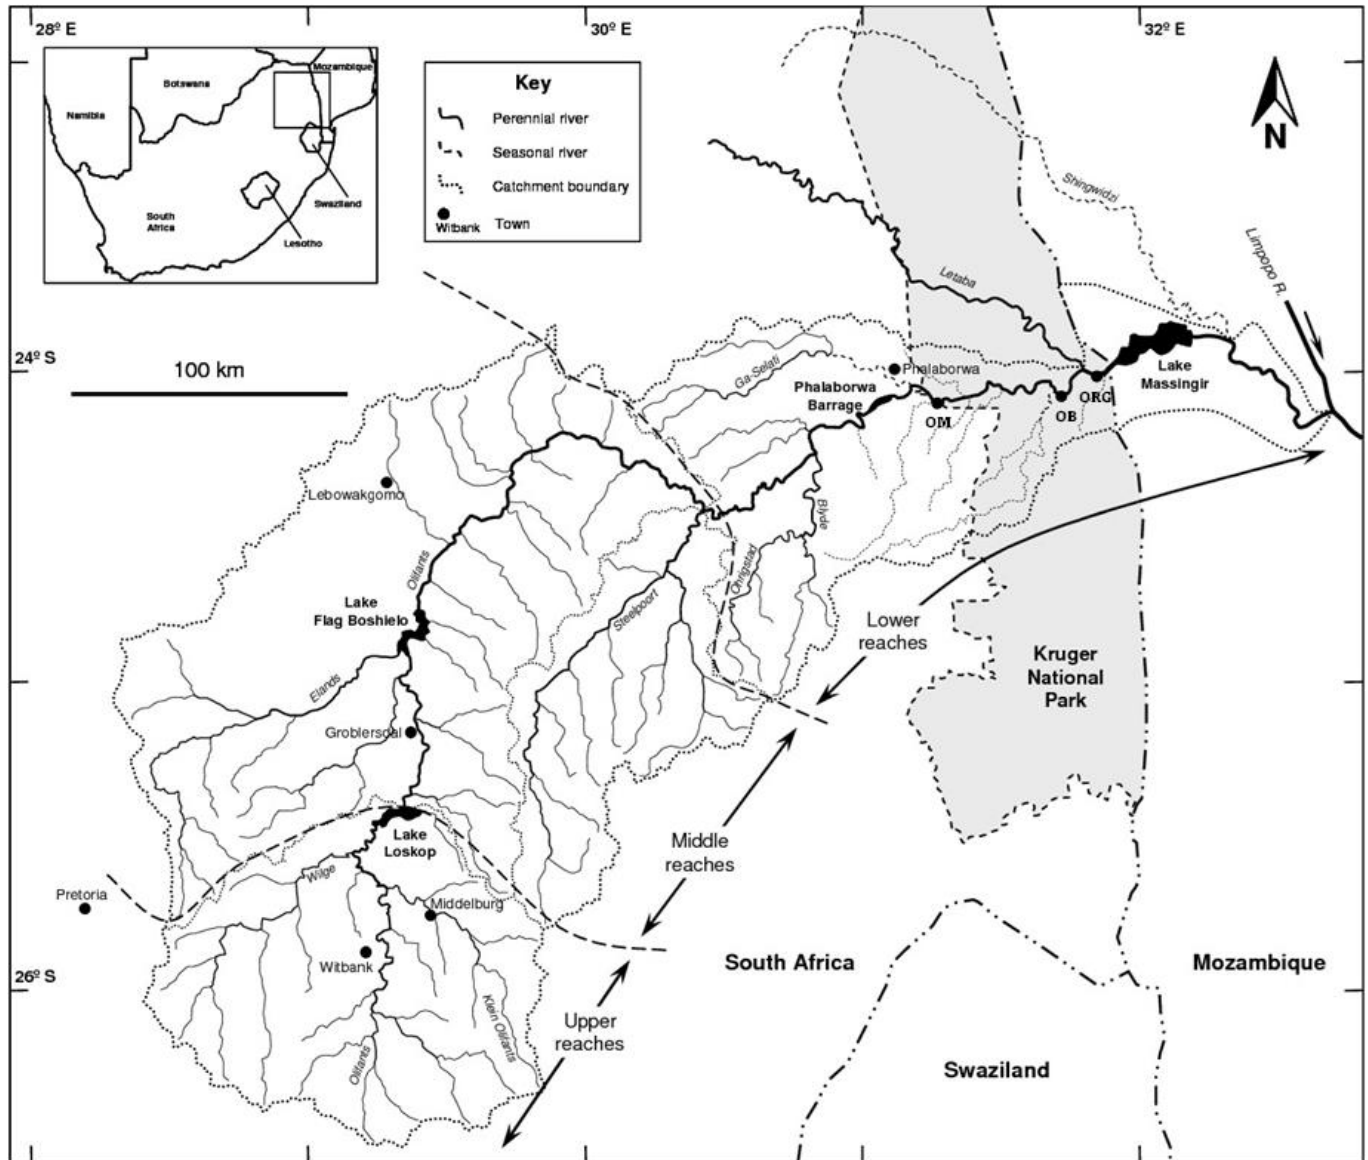 28º E
30º E
32º E
Mozambique
Botswana
Namibia
South
Africa
Swaziland
Lesotho
Key
Perennial river
Seasonal river
Catchment boundary
Witbank
Town
N
Shingwidzi
Limpopo R.
Letaba
24º S
100 km
Ga-Selati
Phalaborwa
Phalaborwa
Barrage
OM
OB
ORG
Lake
Massingir
Lebowakgomo
Blyde
Olifants
Ohrigstad
Steelpoort
Lake
Flag Boshielo
Lower
reaches
Kruger
National
Park
Elands
Groblersdal
Lake
Loskop
Middle
reaches
Wilge
Pretoria
Middelburg
Witbank
26º S
South Africa
Mozambique
Klein Olifants
Upper
reaches
Olifants
Swaziland